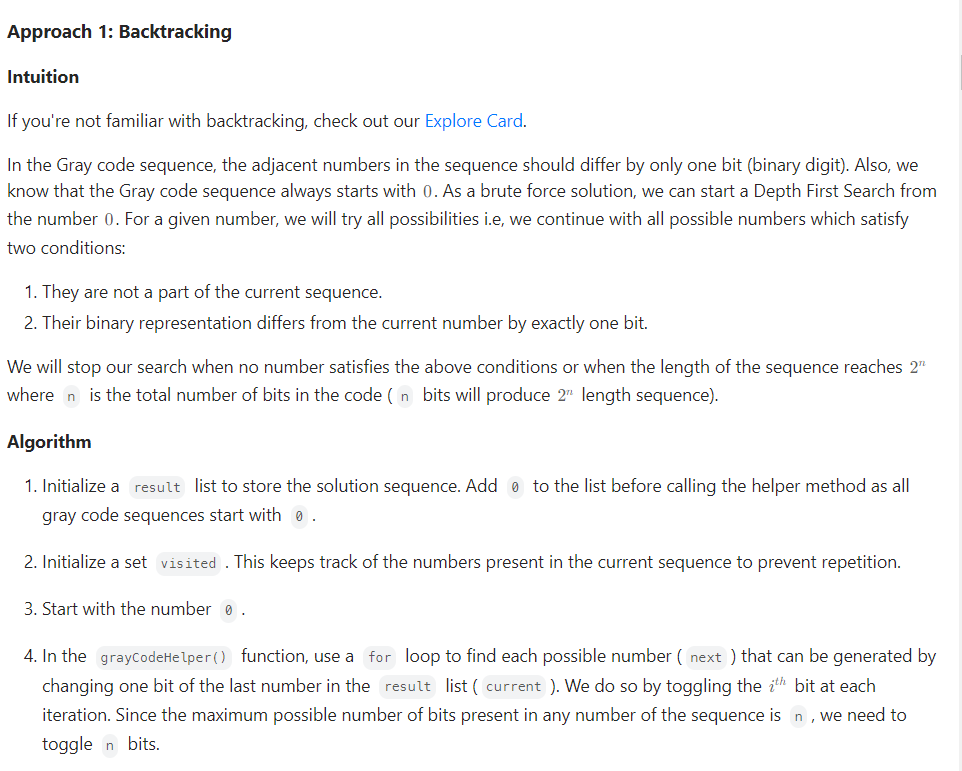 Approach 1: Backtracking
Intuition
If you're not familiar with backtracking, check out our Explore Card.
In the Gray code sequence, the adjacent numbers in the sequence should differ by only one bit (binary digit). Also, we
know that the Gray code sequence always starts with 0. As a brute force solution, we can start a Depth First Search from
the number 0. For a given number, we will try all possibilities i.e, we continue with all possible numbers which satisfy
two conditions:
1. They are not a part of the current sequence.
2. Their binary representation differs from the current number by exactly one bit.
We will stop our search when no number satisfies the above conditions or when the length of the sequence reaches 2ⁿ
where n is the total number of bits in the code ( n bits will produce 2ⁿ length sequence).
Algorithm
1. Initialize a result list to store the solution sequence. Add 0 to the list before calling the helper method as all
gray code sequences start with 0 .
2. Initialize a set visited . This keeps track of the numbers present in the current sequence to prevent repetition.
3. Start with the number 0 .
4. In the grayCodeHelper() function, use a for loop to find each possible number ( next ) that can be generated by
changing one bit of the last number in the result list ( current ). We do so by toggling the iᵗʰ bit at each
iteration. Since the maximum possible number of bits present in any number of the sequence is n , we need to
toggle n bits.